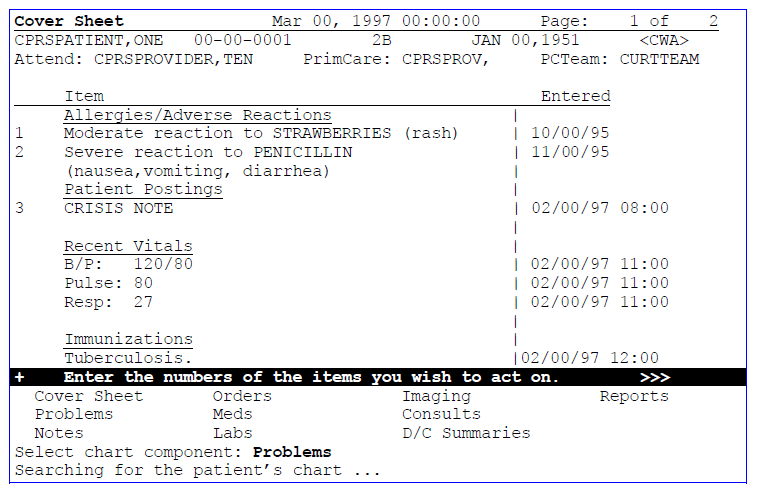 Cover Sheet Mar 00, 1997 00:00:00 Page: 1 of 2
CPRSPATIENT,ONE 00-00-0001 2B JAN 00,1951 <CWA>
Attend: CPRSPROVIDER,TEN PrimCare: CPRSPROV, PCTeam: CURTTEAM
Item Entered
Allergies/Adverse Reactions |
1 Moderate reaction to STRAWBERRIES (rash) | 10/00/95
2 Severe reaction to PENICILLIN | 11/00/95
(nausea,vomiting, diarrhea) |
Patient Postings |
3 CRISIS NOTE | 02/00/97 08:00
|
Recent Vitals |
B/P: 120/80 | 02/00/97 11:00
Pulse: 80 | 02/00/97 11:00
Resp: 27 | 02/00/97 11:00
|
Immunizations |
Tuberculosis. |02/00/97 12:00
+ Enter the numbers of the items you wish to act on. >>>
Cover Sheet Orders Imaging Reports
Problems Meds Consults
Notes Labs D/C Summaries
Select chart component: Problems
Searching for the patient’s chart ...